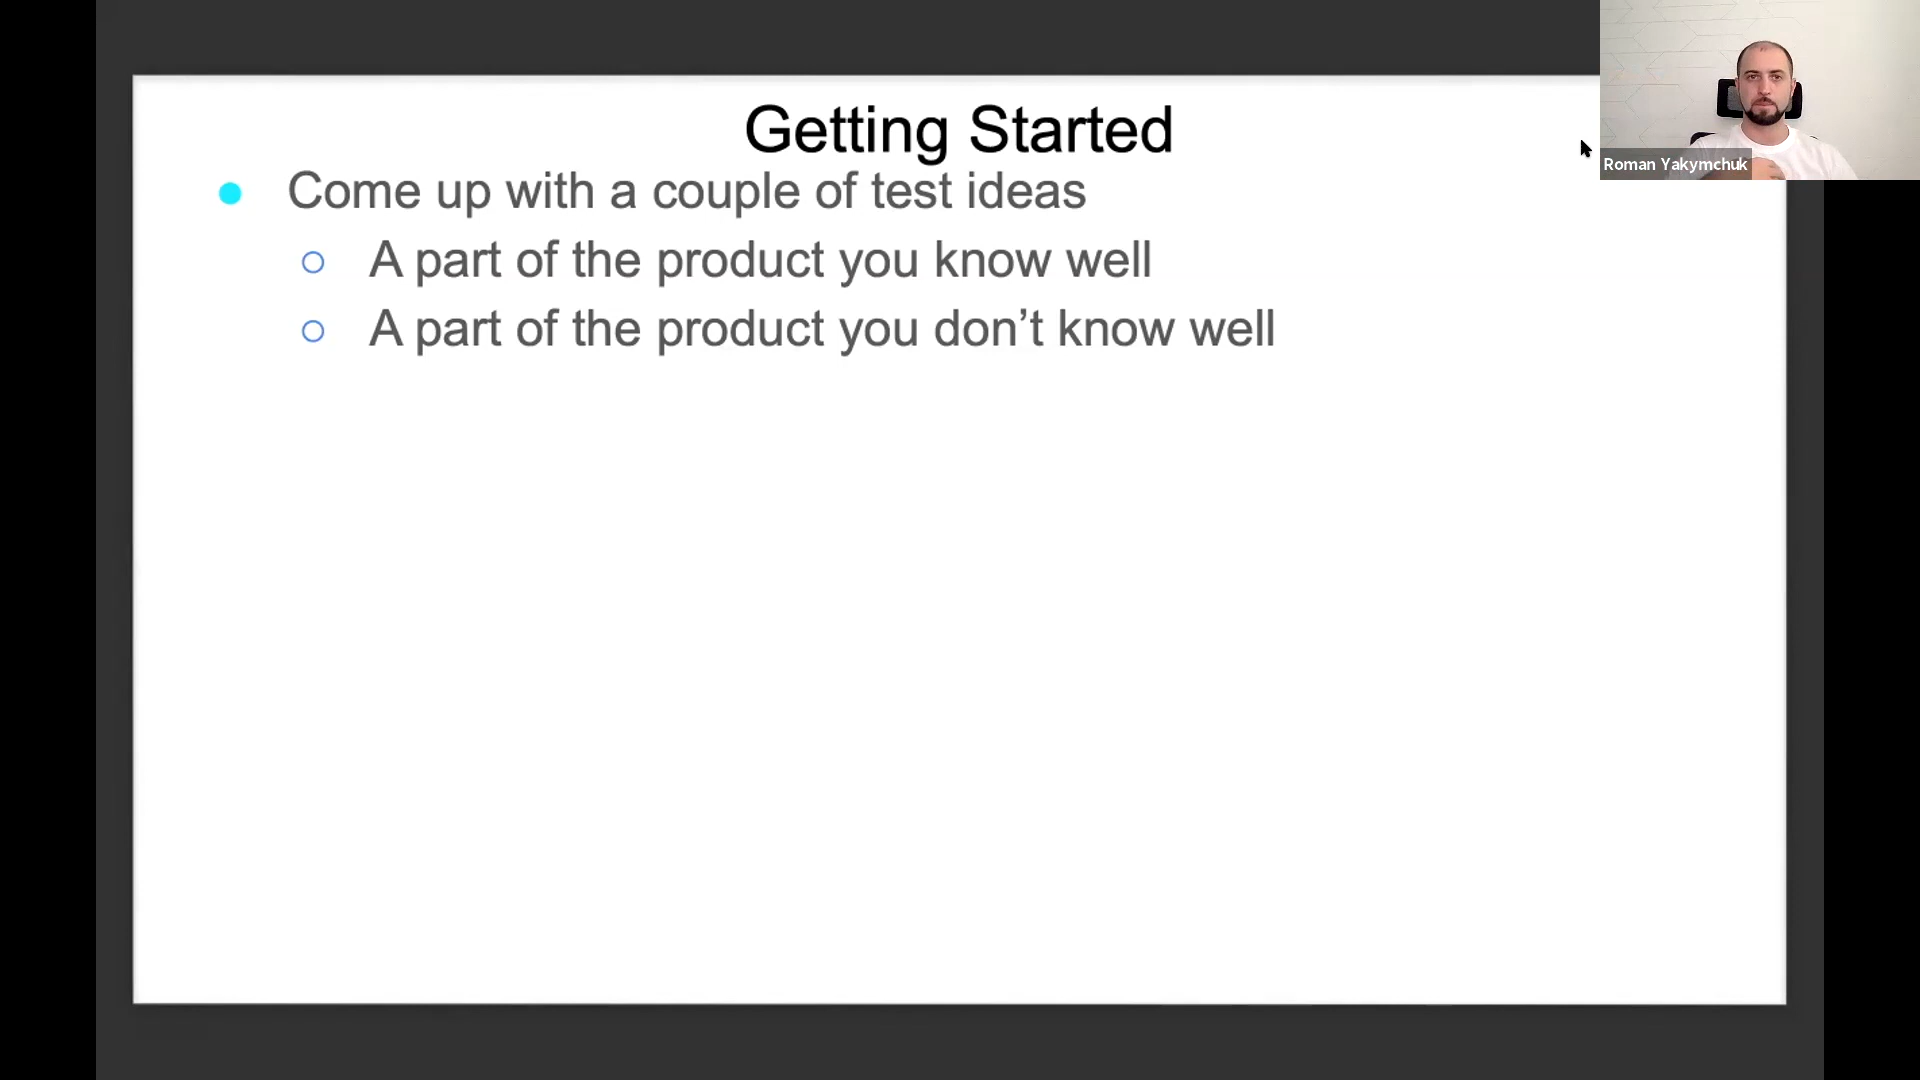 Getting Started
Come up with a couple of test ideas
A part of the product you know well
A part of the product you don’t know well
Roman Yakymchuk